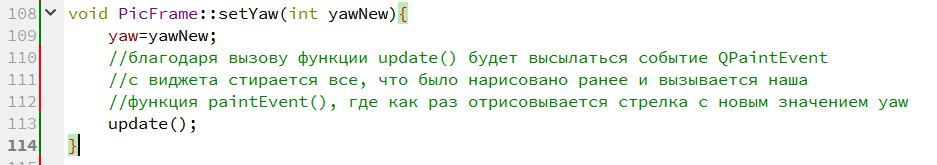 108 void PicFrame::setYaw(int yawNew){
109 yaw=yawNew;
110 //благодаря вызову функции update() будет высылаться событие QPaintEvent
111 //с виджета стирается все, что было нарисовано ранее и вызывается наша
112 //функция paintEvent(), где как раз отрисовывается стрелка с новым значением yaw
113 update();
114 }